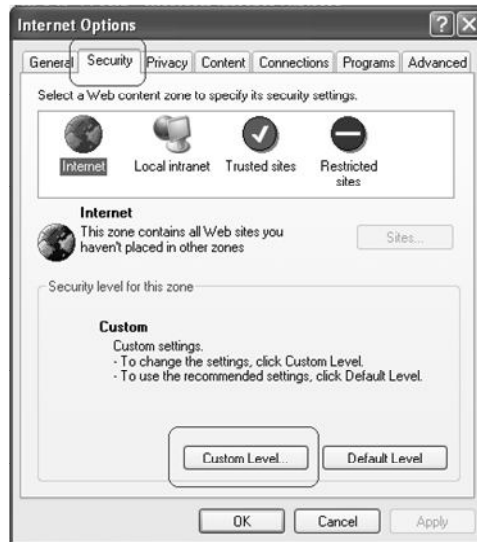 Internet Options
General Security Privacy Content Connections Programs Advanced
Select a Web content zone to specify its security settings.
Internet Local intranet Trusted sites Restricted sites
Internet
This zone contains all Web sites you
haven't placed in other zones
Sites...
Security level for this zone
Custom
Custom settings.
- To change the settings, click Custom Level.
- To use the recommended settings, click Default Level.
Custom Level... Default Level
OK Cancel Apply